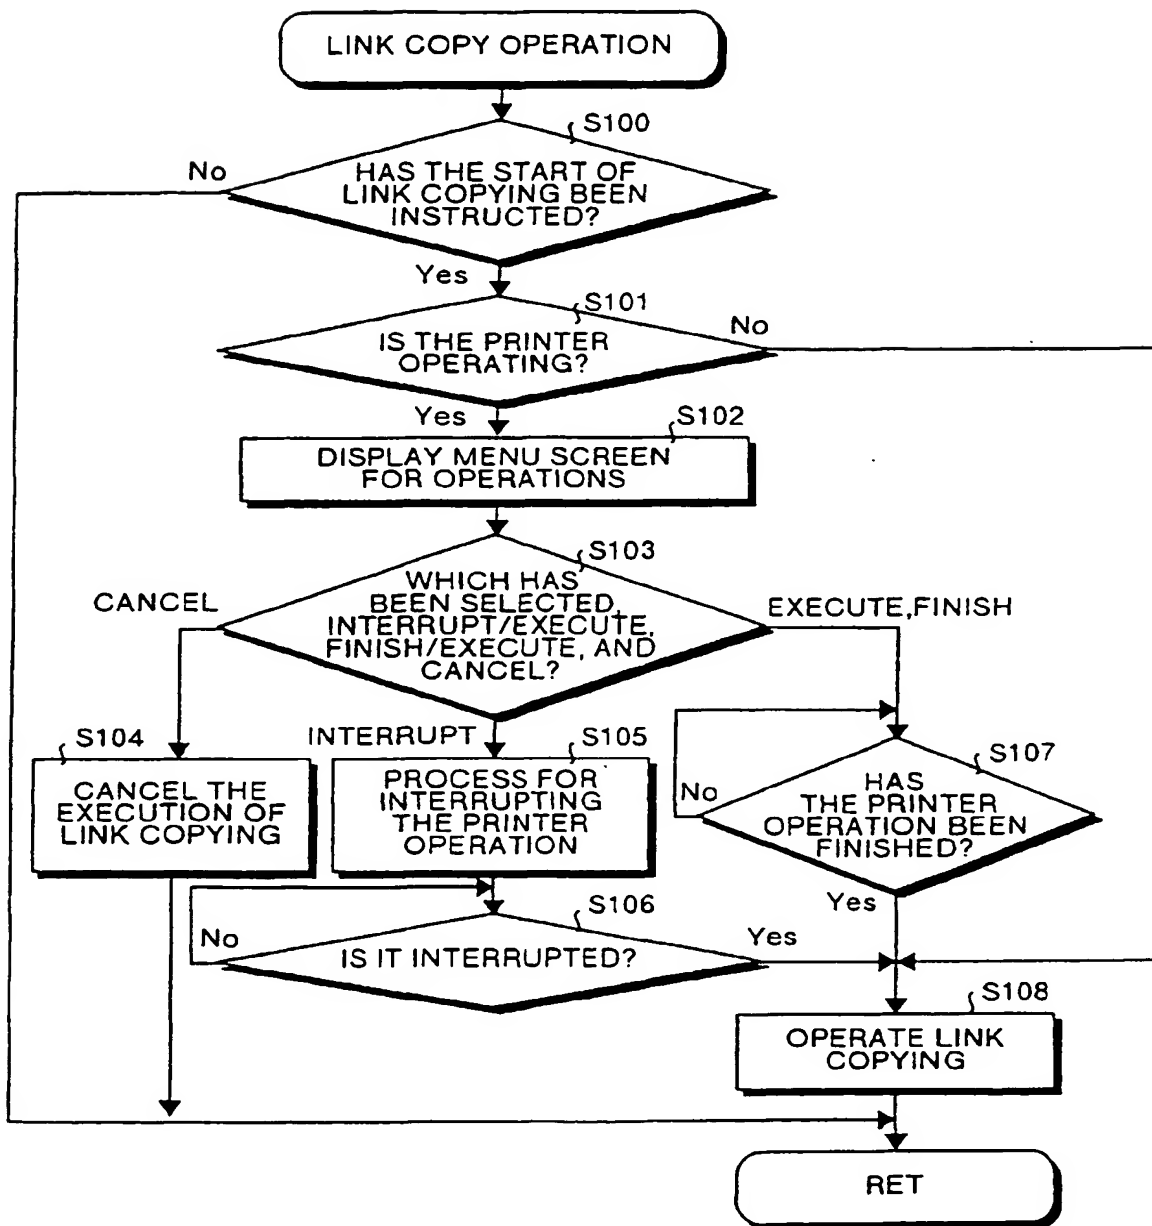 LINK COPY OPERATION
S100
No
HAS THE START OF
LINK COPYING BEEN
INSTRUCTED?
Yes
S101
No
IS THE PRINTER
OPERATING?
Yes
S102
DISPLAY MENU SCREEN
FOR OPERATIONS
S103
WHICH HAS
BEEN SELECTED,
INTERRUPT/EXECUTE,
FINISH/EXECUTE, AND
CANCEL?
CANCEL
EXECUTE,FINISH
S104
CANCEL THE
EXECUTION OF
LINK COPYING
INTERRUPT
S105
PROCESS FOR
INTERRUPTING
THE PRINTER
OPERATION
S107
HAS
THE PRINTER
OPERATION BEEN
FINISHED?
No
Yes
S106
No
IS IT INTERRUPTED?
Yes
S108
OPERATE LINK
COPYING
RET